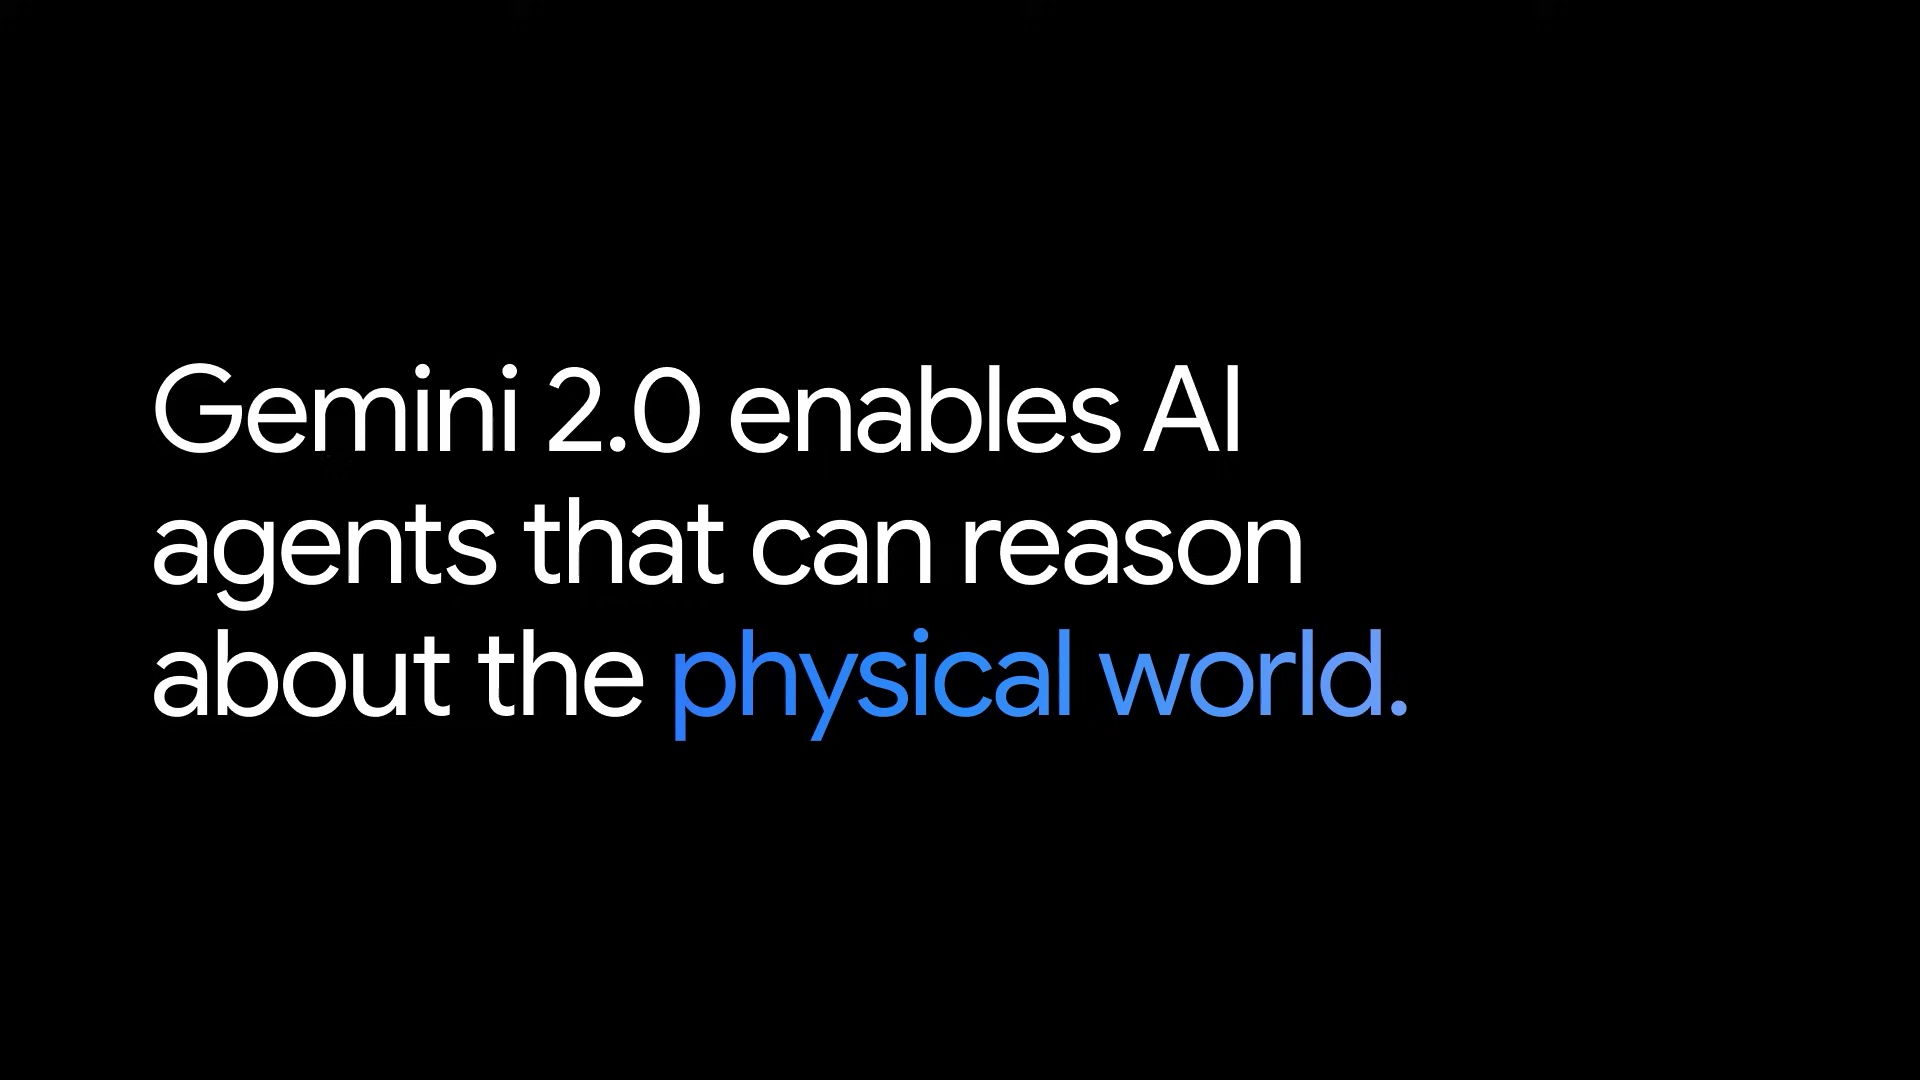 Gemini 2.0 enables AI
agents that can reason
about the physical world.